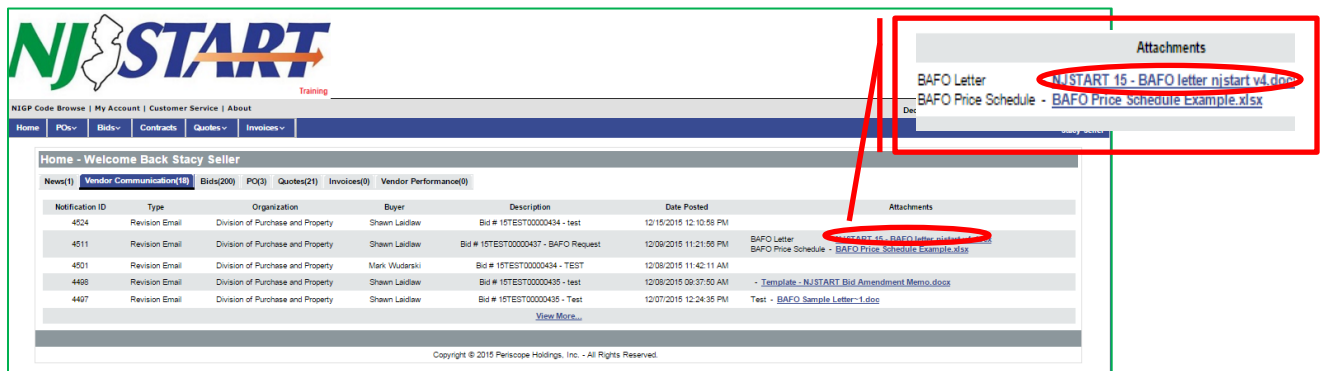 NJSTART
Training
NIGP Code Browse | My Account | Customer Service | About
Dec
Home POs Bids Contracts Quotes Invoices
Stacy Seller
Home - Welcome Back Stacy Seller
News(1) Vendor Communication(18) Bids(200) PO(3) Quotes(21) Invoices(0) Vendor Performance(0)
Notification ID Type Organization Buyer Description Date Posted Attachments
4524 Revision Email Division of Purchase and Property Shawn Laidlaw Bid # 15TEST00000434 - test 12/15/2015 12:10:58 PM
4511 Revision Email Division of Purchase and Property Shawn Laidlaw Bid # 15TEST00000437 - BAFO Request 12/09/2015 11:21:56 PM BAFO Letter NJSTART 15 - BAFO letter njstart
BAFO Price Schedule - BAFO Price Schedule Example.xlsx
4501 Revision Email Division of Purchase and Property Mark Wudarski Bid # 15TEST00000434 - TEST 12/08/2015 11:42:11 AM
4498 Revision Email Division of Purchase and Property Shawn Laidlaw Bid # 15TEST00000435 - test 12/08/2015 09:37:50 AM - Template - NJSTART Bid Amendment Memo.docx
4497 Revision Email Division of Purchase and Property Shawn Laidlaw Bid # 15TEST00000435 - Test 12/07/2015 12:24:35 PM Test - BAFO Sample Letter~1.doc
View More...
Copyright © 2015 Periscope Holdings, Inc. - All Rights Reserved.
Attachments
BAFO Letter NJSTART 15 - BAFO letter njstart v4.doc
BAFO Price Schedule - BAFO Price Schedule Example.xlsx